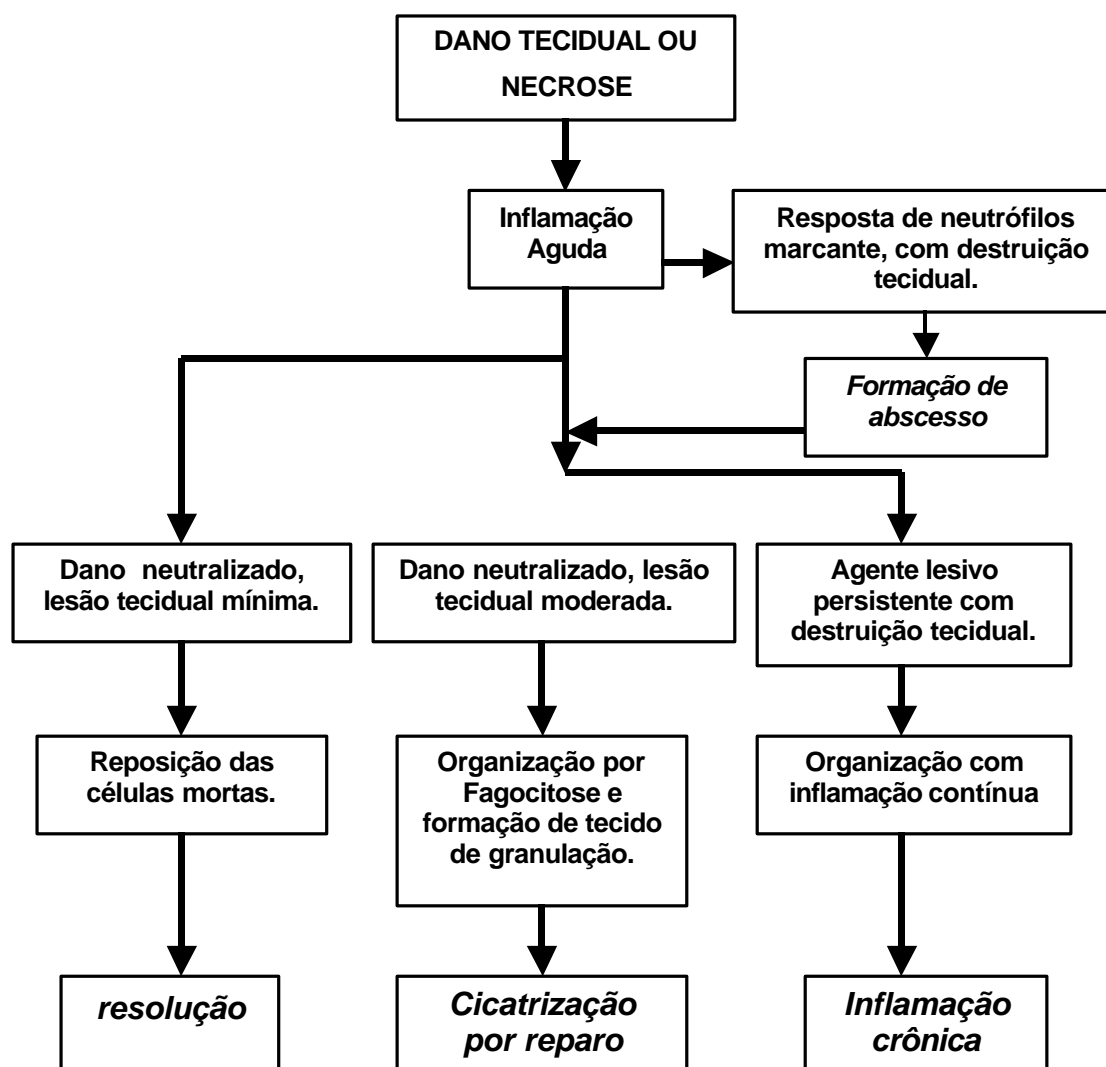 DANO TECIDUAL OU
NECROSE
Inflamação
Aguda
Resposta de neutrófilos
marcante, com destruição
tecidual.
Formação de
abscesso
Dano neutralizado,
lesão tecidual mínima.
Dano neutralizado, lesão
tecidual moderada.
Agente lesivo
persistente com
destruição tecidual.
Reposição das
células mortas.
Organização por
Fagocitose e
formação de tecido
de granulação.
Organização com
inflamação contínua
resolução
Cicatrização
por reparo
Inflamação
crônica